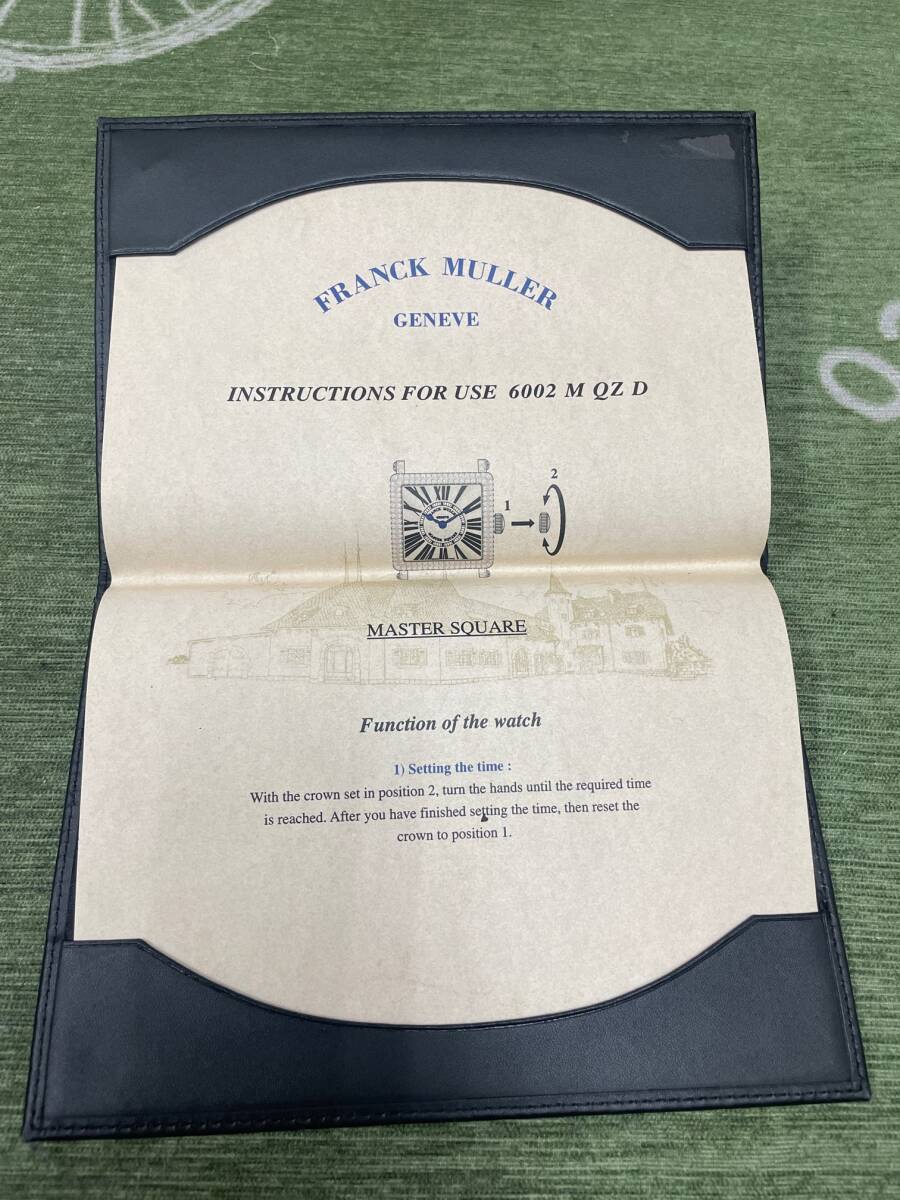 FRANCK MULLER
GENEVE
INSTRUCTIONS FOR USE 6002 M QZ D
2
1
MASTER SQUARE
Function of the watch
1) Setting the time :
With the crown set in position 2, turn the hands until the required time
is reached. After you have finished setting the time, then reset the
crown to position 1.